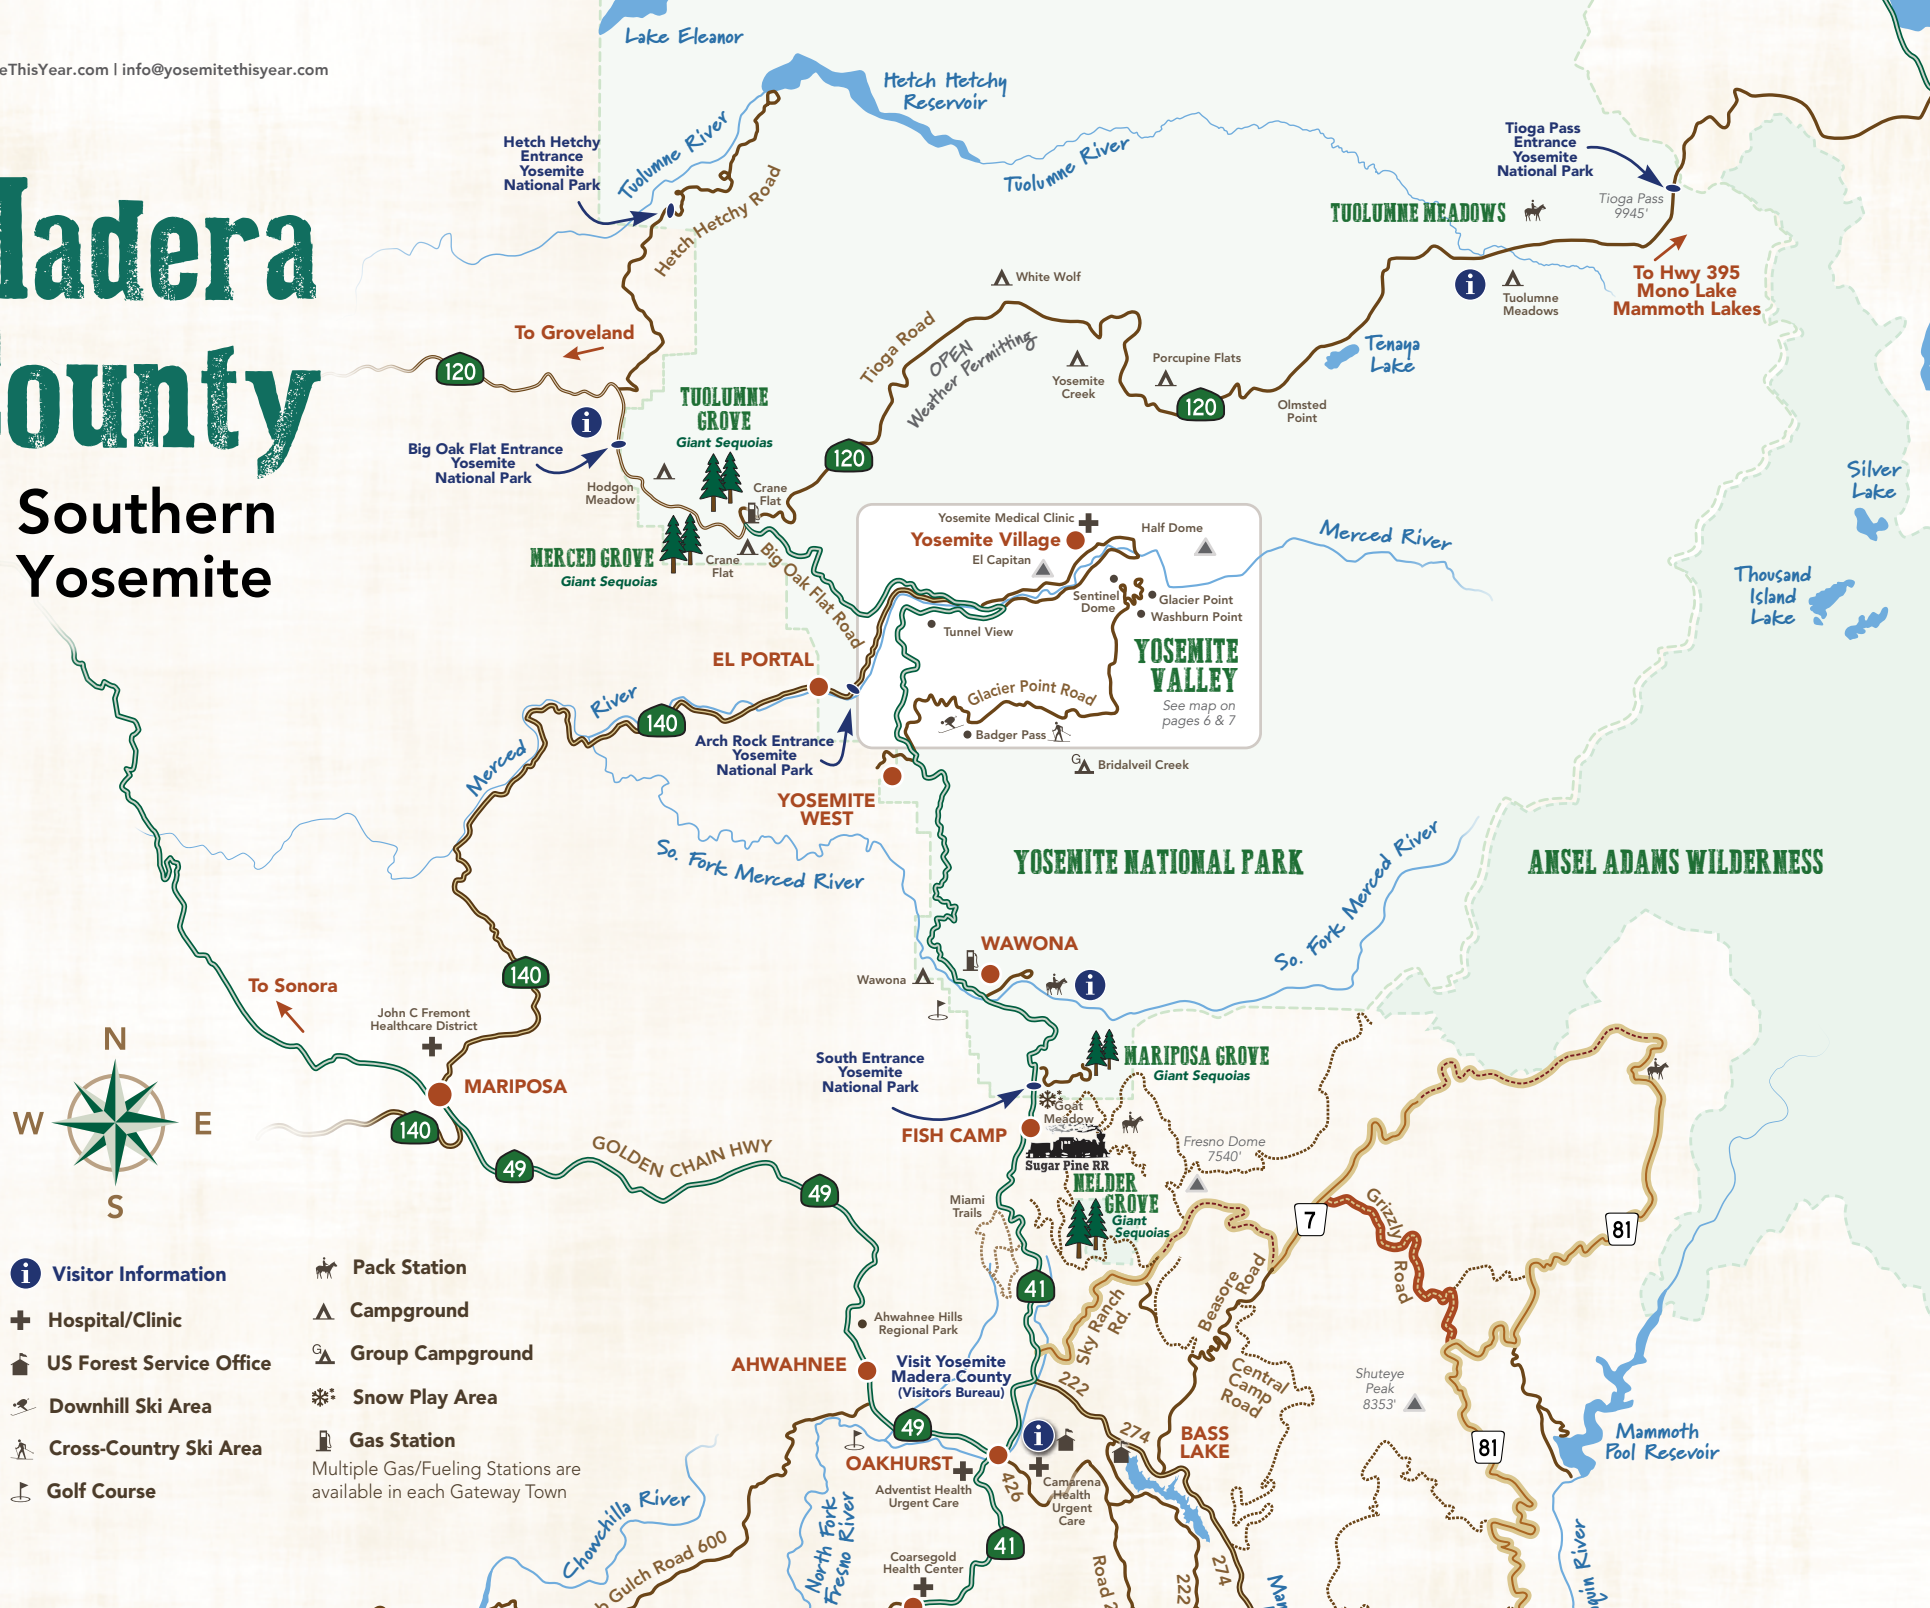 eThisYear.com | info@yosemitethisyear.com
Madera
County
Southern
Yosemite
Lake Eleanor
Hetch Hetchy
Reservoir
Tuolumne River
Tuolumne River
Hetch Hetchy
Entrance
Yosemite
National Park
Hetch Hetchy Road
Tioga Pass
Entrance
Yosemite
National Park
Tioga Pass
9945'
TUOLUMNE MEADOWS
To Hwy 395
Mono Lake
Mammoth Lakes
i
Tuolumne
Meadows
White Wolf
To Groveland
120
Tioga Road
OPEN
Weather Permitting
Yosemite
Creek
Porcupine Flats
120
Tenaya
Lake
Olmsted
Point
i
TUOLUMNE
GROVE
Giant Sequoias
Big Oak Flat Entrance
Yosemite
National Park
120
Hodgon
Meadow
Crane
Flat
Silver
Lake
MERCED GROVE
Giant Sequoias
Crane
Flat
Big Oak Flat Road
Yosemite Medical Clinic
Yosemite Village
El Capitan
Half Dome
Merced River
Sentinel
Dome
Glacier Point
Washburn Point
Tunnel View
Thousand
Island
Lake
YOSEMITE
VALLEY
See map on
pages 6 & 7
Glacier Point Road
Badger Pass
G
Bridalveil Creek
EL PORTAL
140
Merced
River
Arch Rock Entrance
Yosemite
National Park
YOSEMITE
WEST
So. Fork Merced River
YOSEMITE NATIONAL PARK
ANSEL ADAMS WILDERNESS
So. Fork Merced River
WAWONA
Wawona
i
140
To Sonora
John C Fremont
Healthcare District
MARIPOSA
140
N
W
E
S
South Entrance
Yosemite
National Park
MARIPOSA GROVE
Giant Sequoias
Goat
Meadow
FISH CAMP
Sugar Pine RR
Fresno Dome
7540'
NELDER
GROVE
Giant
Sequoias
Miami
Trails
49
GOLDEN CHAIN HWY
49
7
Grizzly
Road
81
41
Sky Ranch
Rd.
Beasore
Road
Central
Camp
Road
Ahwahnee Hills
Regional Park
AHWAHNEE
Visit Yosemite
Madera County
(Visitors Bureau)
222
49
i
274
BASS
LAKE
Shuteye
Peak
8353'
81
Mammoth
Pool Resevoir
OAKHURST
Adventist Health
Urgent Care
426
Camarena
Health
Urgent
Care
41
Coarsegold
Health Center
Chowchilla River
Gulch Road 600
North Fork
Fresno River
Road 2
222
274
i
Visitor Information
Hospital/Clinic
US Forest Service Office
Downhill Ski Area
Cross-Country Ski Area
Golf Course
Pack Station
Campground
G
Group Campground
Snow Play Area
Gas Station
Multiple Gas/Fueling Stations are
available in each Gateway Town